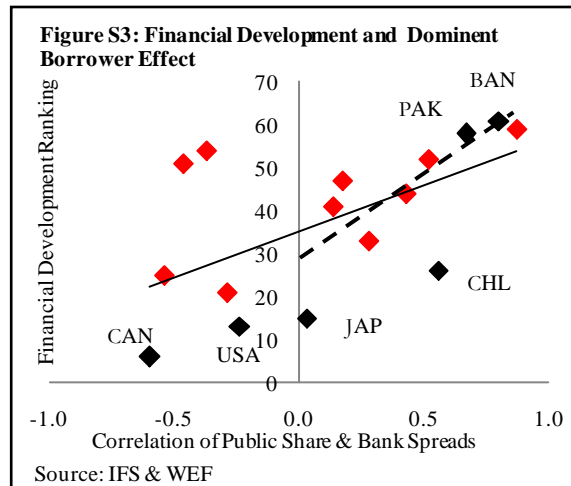 Figure S3: Financial Development and Dominent
Borrower Effect
Financial Development Ranking
70
60
50
40
30
20
10
0
BAN
PAK
CHL
JAP
USA
CAN
-1.0 -0.5 0.0 0.5 1.0
Correlation of Public Share & Bank Spreads
Source: IFS & WEF